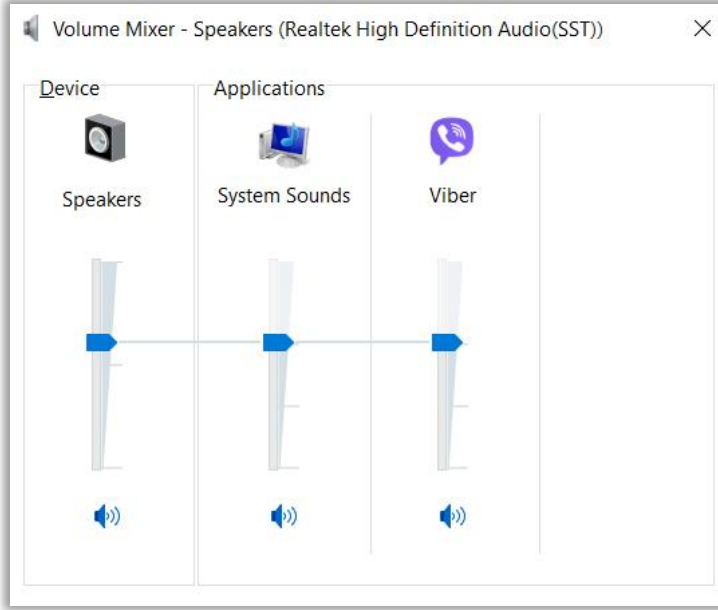 Volume Mixer - Speakers (Realtek High Definition Audio(SST))
Device
Applications
Speakers
System Sounds
Viber